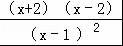 (x+2) (x-2)
(x-1)²